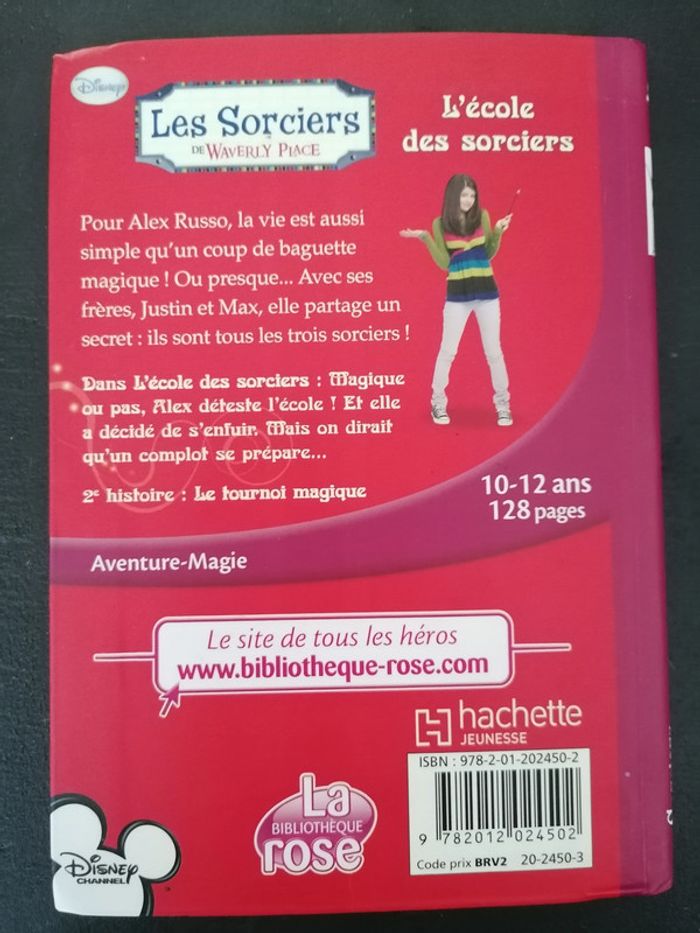 Disney
Les Sorciers
DE WAVERLY PLACE
L'école
des sorciers
Pour Alex Russo, la vie est aussi
simple qu'un coup de baguette
magique ! Ou presque... Avec ses
frères, Justin et Max, elle partage un
secret : ils sont tous les trois sorciers !
Dans L'école des sorciers : Magique
ou pas, Alex déteste l'école ! Et elle
a décidé de s'enfuir. Mais on dirait
qu'un complot se prépare...
2e histoire : Le tournoi magique
10-12 ans
128 pages
Aventure-Magie
Le site de tous les héros
www.bibliotheque-rose.com
hachette
JEUNESSE
ISBN : 978-2-01-202450-2
9 782012 024502
Code prix BRV2 20-2450-3
La
BIBLIOTHÈQUE
rose
DISNEY
CHANNEL